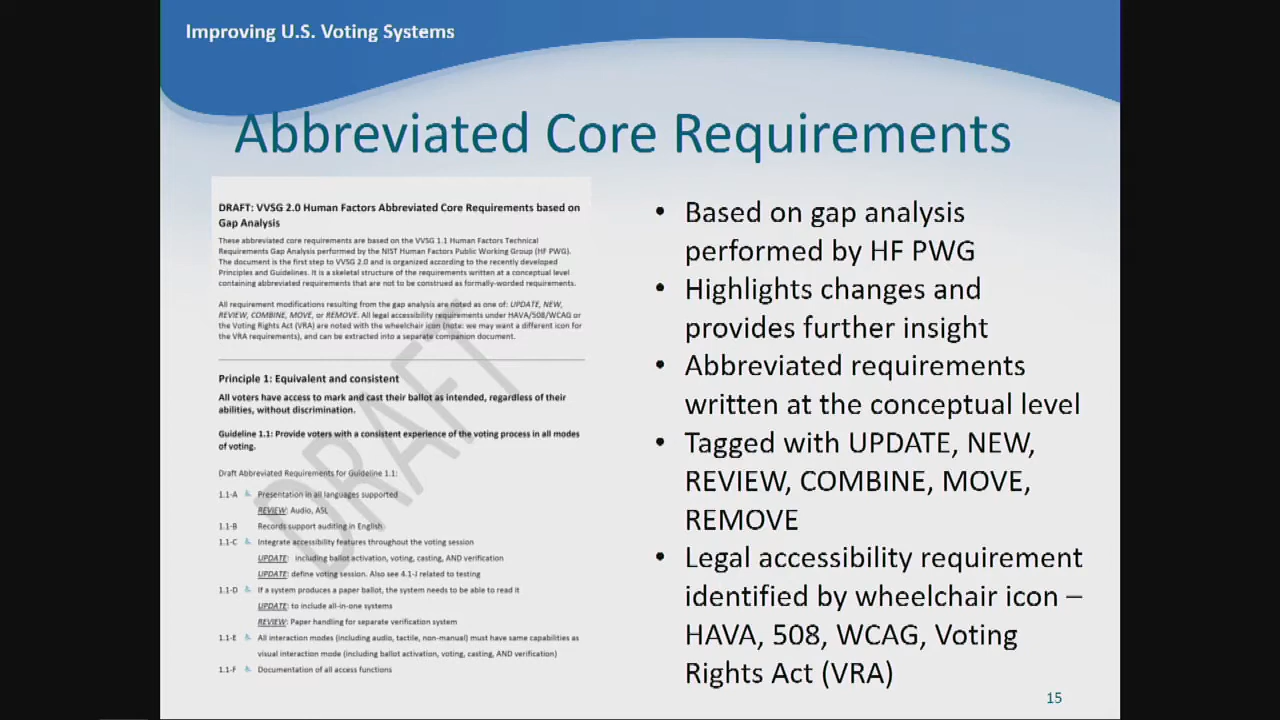 Improving U.S. Voting Systems
Abbreviated Core Requirements
DRAFT: VVSG 2.0 Human Factors Abbreviated Core Requirements based on
Gap Analysis
These abbreviated core requirements are based on the VVSG 1.1 Human Factors Technical
Requirements Gap Analysis performed by the NIST Human Factors Public Working Group (HF PWG).
The document is the first step to VVSG 2.0 and is organized according to the recently developed
Principles and Guidelines. It is a skeletal structure of the requirements written at a conceptual level
containing abbreviated requirements that are not to be construed as formally-worded requirements.
All requirement modifications resulting from the gap analysis are noted as one of: UPDATE, NEW,
REVIEW, COMBINE, MOVE, or REMOVE. All legal accessibility requirements under HAVA/508/WCAG or
the Voting Rights Act (VRA) are noted with the wheelchair icon (note: we may want a different icon for
the VRA requirements), and can be extracted into a separate companion document.
Principle 1: Equivalent and consistent
All voters have access to mark and cast their ballot as intended, regardless of their
abilities, without discrimination.
Guideline 1.1: Provide voters with a consistent experience of the voting process in all modes
of voting.
Draft Abbreviated Requirements for Guideline 1.1:
1.1-A Presentation in all languages supported
REVIEW: Audio, ASL
1.1-B Records support auditing in English
1.1-C Integrate accessibility features throughout the voting session
UPDATE: including ballot activation, voting, casting, AND verification
UPDATE: define voting session. Also see 4.1-J related to testing
1.1-D If a system produces a paper ballot, the system needs to be able to read it
UPDATE: to include all-in-one systems
REVIEW: Paper handling for separate verification system
1.1-E All interaction modes (including audio, tactile, non-manual) must have same capabilities as
visual interaction mode (including ballot activation, voting, casting, AND verification)
1.1-F Documentation of all access functions
DRAFT
• Based on gap analysis
performed by HF PWG
• Highlights changes and
provides further insight
• Abbreviated requirements
written at the conceptual level
• Tagged with UPDATE, NEW,
REVIEW, COMBINE, MOVE,
REMOVE
• Legal accessibility requirement
identified by wheelchair icon –
HAVA, 508, WCAG, Voting
Rights Act (VRA)
15